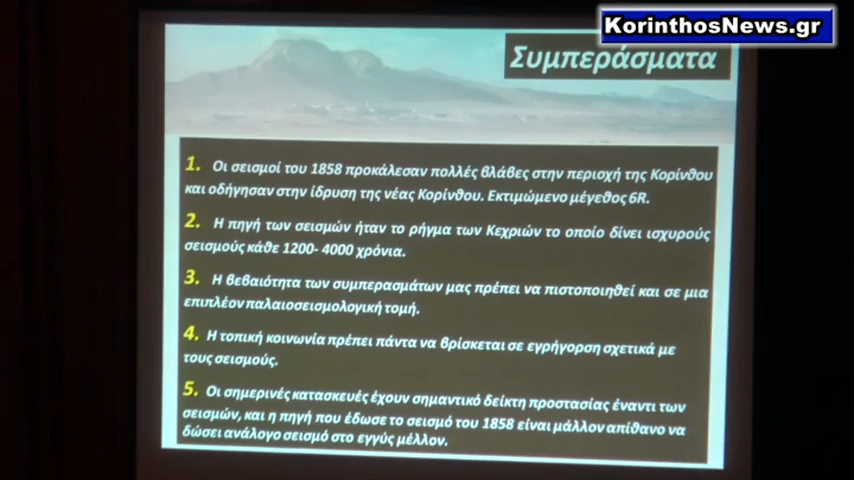 KorinthosNews.gr
Συμπεράσματα
1. Οι σεισμοί του 1858 προκάλεσαν πολλές βλάβες στην περιοχή της Κορίνθου
και οδήγησαν στην ίδρυση της νέας Κορίνθου. Εκτιμώμενο μέγεθος 6R.
2. Η πηγή των σεισμών ήταν το ρήγμα των Κεχριών το οποίο δίνει ισχυρούς
σεισμούς κάθε 1200- 4000 χρόνια.
3. Η βεβαιότητα των συμπερασμάτων μας πρέπει να πιστοποιηθεί και σε μια
επιπλέον παλαιοσεισμολογική τομή.
4. Η τοπική κοινωνία πρέπει πάντα να βρίσκεται σε εγρήγορση σχετικά με
τους σεισμούς.
5. Οι σημερινές κατασκευές έχουν σημαντικό δείκτη προστασίας έναντι των
σεισμών, και η πηγή που έδωσε το σεισμό του 1858 είναι μάλλον απίθανο να
δώσει ανάλογο σεισμό στο εγγύς μέλλον.